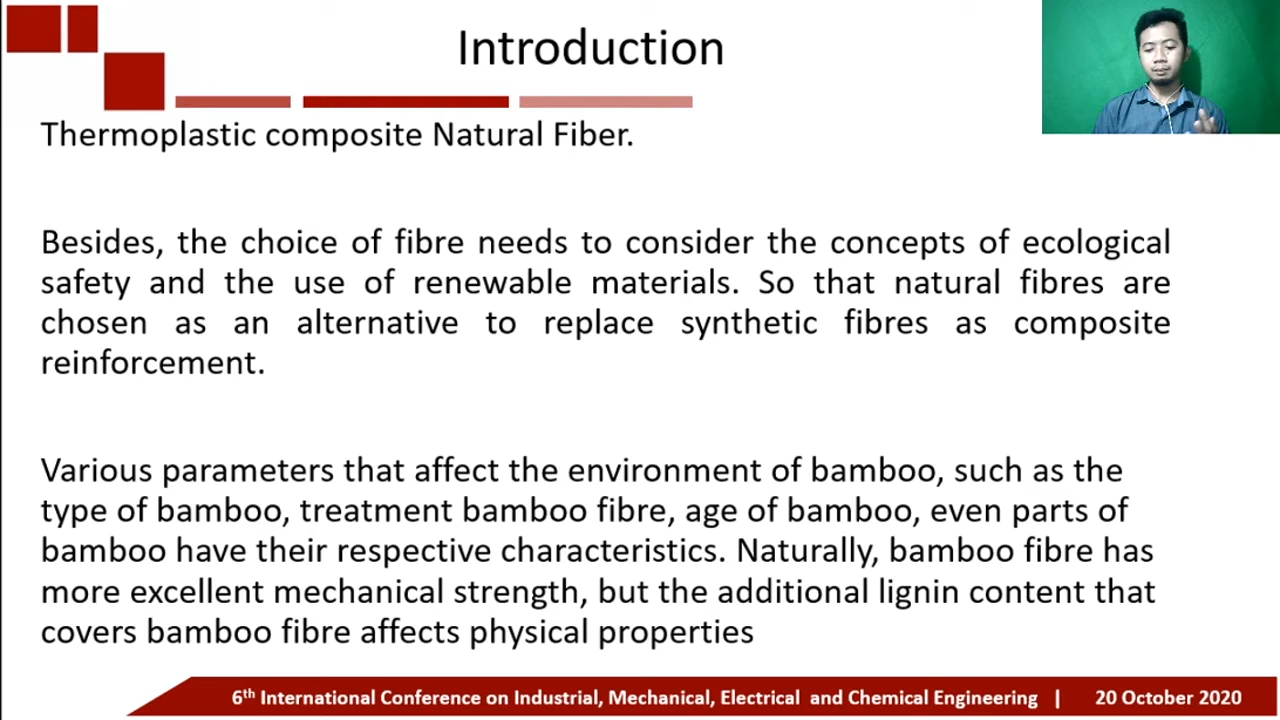 Introduction
Thermoplastic composite Natural Fiber.
Besides, the choice of fibre needs to consider the concepts of ecological
safety and the use of renewable materials. So that natural fibres are
chosen as an alternative to replace synthetic fibres as composite
reinforcement.
Various parameters that affect the environment of bamboo, such as the
type of bamboo, treatment bamboo fibre, age of bamboo, even parts of
bamboo have their respective characteristics. Naturally, bamboo fibre has
more excellent mechanical strength, but the additional lignin content that
covers bamboo fibre affects physical properties
6th International Conference on Industrial, Mechanical, Electrical and Chemical Engineering | 20 October 2020